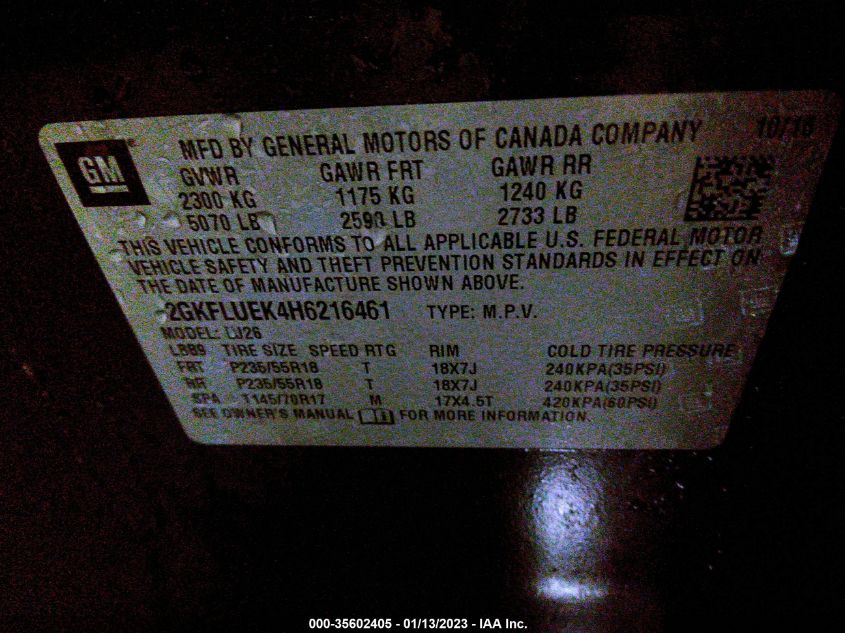 MFD BY GENERAL MOTORS OF CANADA COMPANY 10/16
GM
GVWR GAWR FRT GAWR RR
2300 KG 1175 KG 1240 KG
5070 LB 2590 LB 2733 LB
THIS VEHICLE CONFORMS TO ALL APPLICABLE U.S. FEDERAL MOTOR
VEHICLE SAFETY AND THEFT PREVENTION STANDARDS IN EFFECT ON
THE DATE OF MANUFACTURE SHOWN ABOVE.
2GKFLUEK4H6216461 TYPE: M.P.V.
MODEL: LJ26
TIRE SIZE SPEED RTG RIM COLD TIRE PRESSURE
FRT P235/55R18 T 18X7J 240KPA(35PSI)
RR P235/55R18 T 18X7J 240KPA(35PSI)
SPA T145/70R17 M 17X4.5T 420KPA(60PSI)
SEE OWNER'S MANUAL FOR MORE INFORMATION.
000-35602405 - 01/13/2023 - IAA Inc.